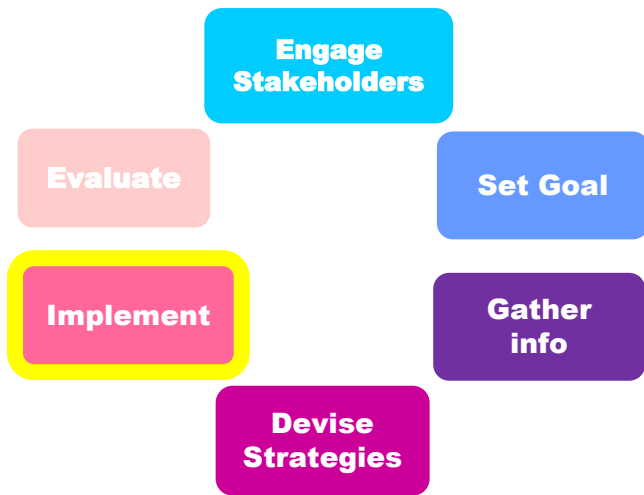 Engage
Stakeholders
Set Goal
Gather
info
Devise
Strategies
Implement
Evaluate